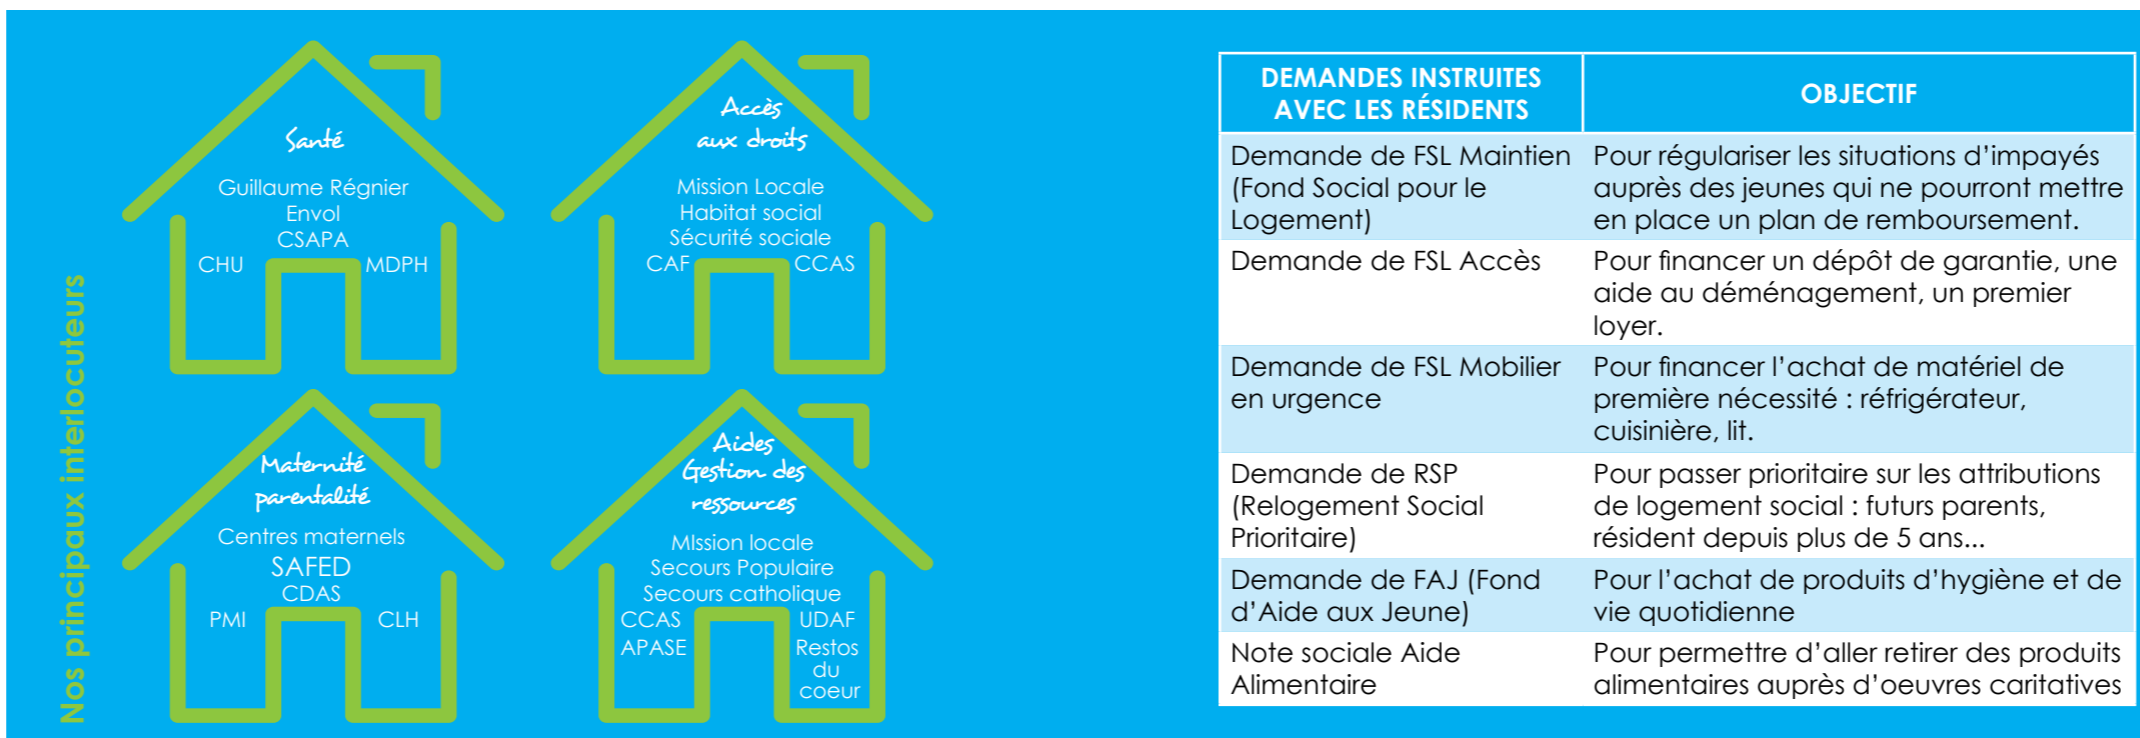 Nos principaux interlocuteurs
Santé
Guillaume Régnier
Envol
CSAPA
CHU
MDPH
Accès
aux droits
Mission Locale
Habitat social
Sécurité sociale
CAF
CCAS
Maternité
parentalité
Centres maternels
SAFED
CDAS
PMI
CLH
Aides
Gestion des
ressources
MIssion locale
Secours Populaire
Secours catholique
CCAS
UDAF
APASE
Restos
du
coeur
DEMANDES INSTRUITES
AVEC LES RÉSIDENTS
OBJECTIF
Demande de FSL Maintien
(Fond Social pour le
Logement)
Pour régulariser les situations d'impayés
auprès des jeunes qui ne pourront mettre
en place un plan de remboursement.
Demande de FSL Accès
Pour financer un dépôt de garantie, une
aide au déménagement, un premier
loyer.
Demande de FSL Mobilier
en urgence
Pour financer l'achat de matériel de
première nécessité : réfrigérateur,
cuisinière, lit.
Demande de RSP
(Relogement Social
Prioritaire)
Pour passer prioritaire sur les attributions
de logement social : futurs parents,
résident depuis plus de 5 ans...
Demande de FAJ (Fond
d'Aide aux Jeune)
Pour l'achat de produits d'hygiène et de
vie quotidienne
Note sociale Aide
Alimentaire
Pour permettre d'aller retirer des produits
alimentaires auprès d'oeuvres caritatives